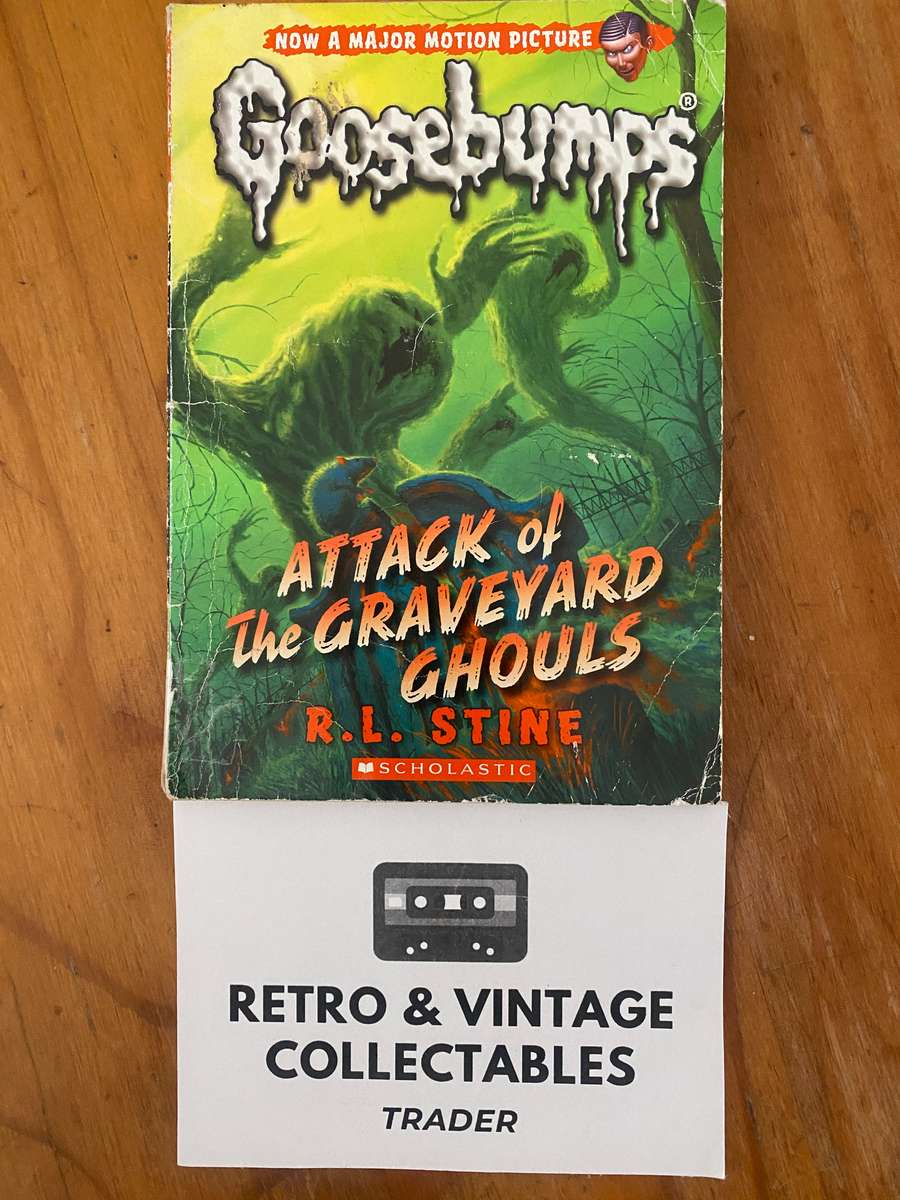 NOW A MAJOR MOTION PICTURE
Goosebumps®
ATTACK of
The GRAVEYARD
GHOULS
R.L. STINE
SCHOLASTIC
RETRO & VINTAGE
COLLECTABLES
TRADER